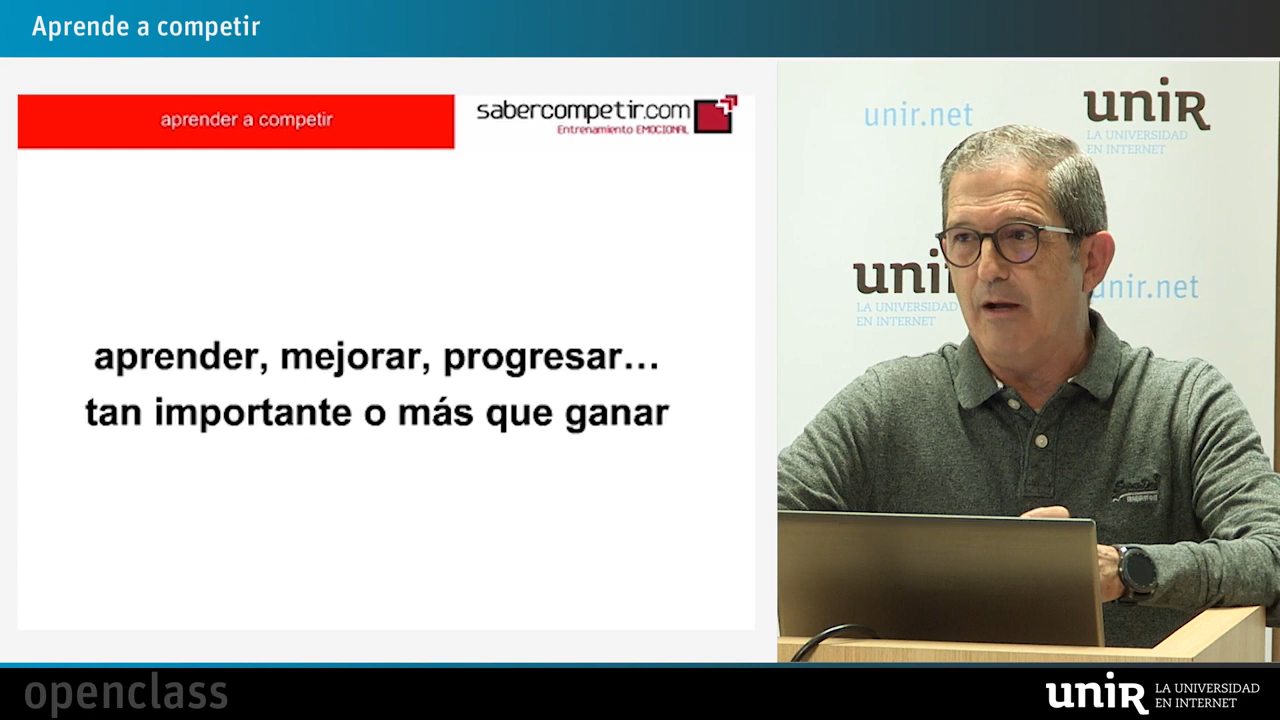 Aprende a competir
aprender a competir
sabercompetir.com
Entrenamiento EMOCIONAL
aprender, mejorar, progresar...
tan importante o más que ganar
unir.net
uniR
LA UNIVERSIDAD
EN INTERNET
uni
LA UNIVERSIDAD
EN INTERNET
unir.net
openclass
uniR
LA UNIVERSIDAD
EN INTERNET